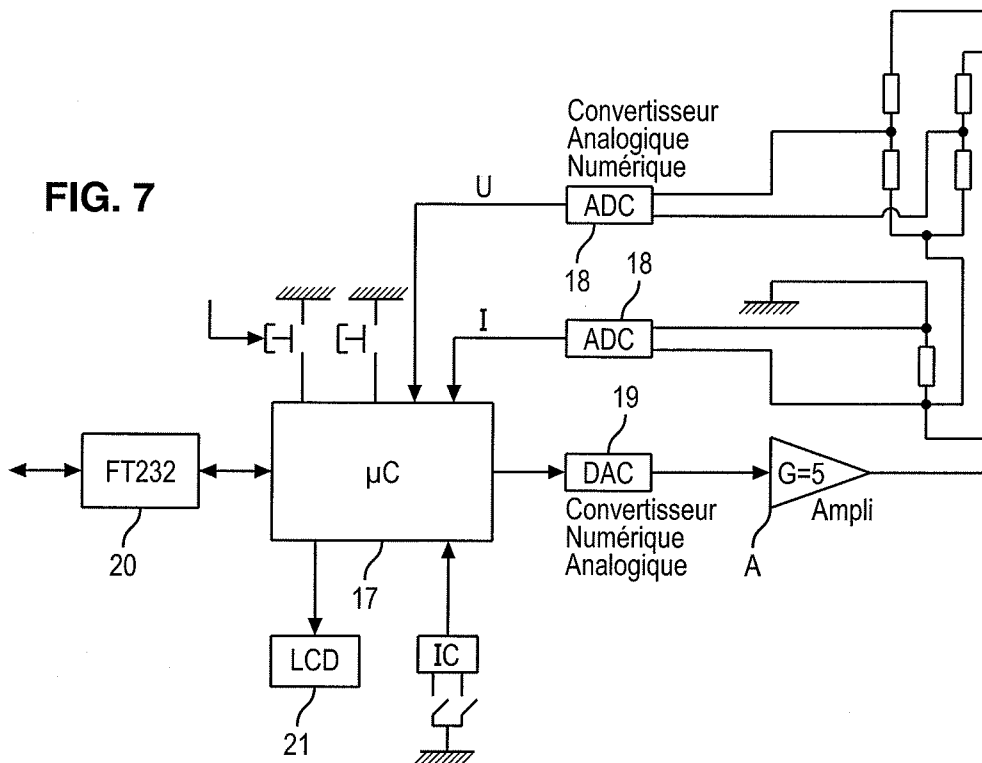 FIG. 7
Convertisseur
Analogique
Numérique
U
ADC
18
18
I
ADC
19
FT232
µC
DAC
G=5
Ampli
Convertisseur
Numérique
Analogique
A
20
17
LCD
IC
21